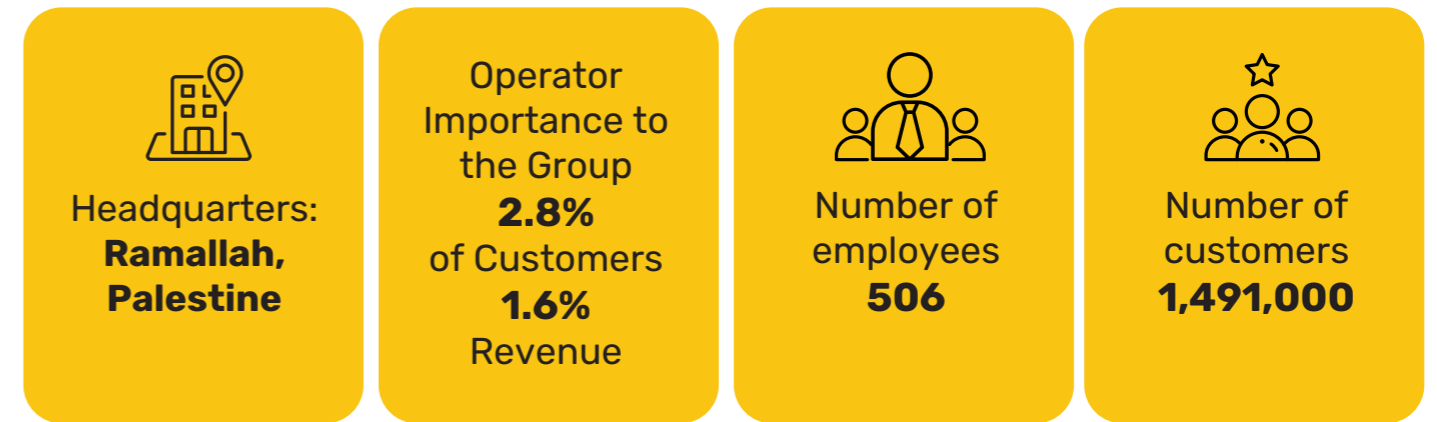 Headquarters:
Ramallah,
Palestine
Operator
Importance to
the Group
2.8%
of Customers
1.6%
Revenue
Number of
employees
506
Number of
customers
1,491,000